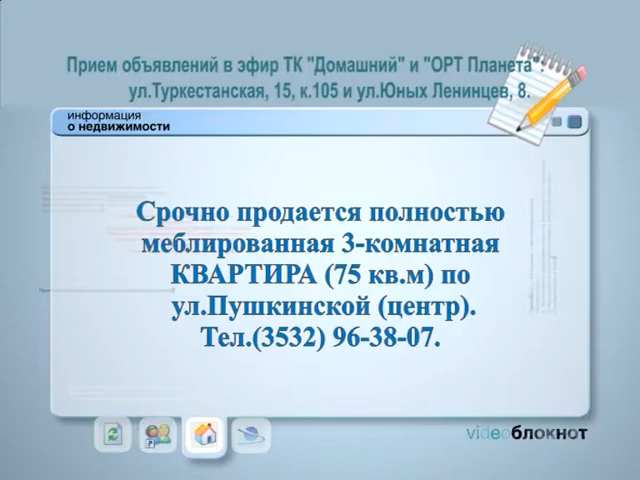 Прием объявлений в эфир ТК "Домашний" и "ОРТ Планета":
ул.Туркестанская, 15, к.105 и ул.Юных Ленинцев, 8.
информация
о недвижимости
Срочно продается полностью
меблированная 3-комнатная
КВАРТИРА (75 кв.м) по
ул.Пушкинской (центр).
Тел.(3532) 96-38-07.
videoблокнот